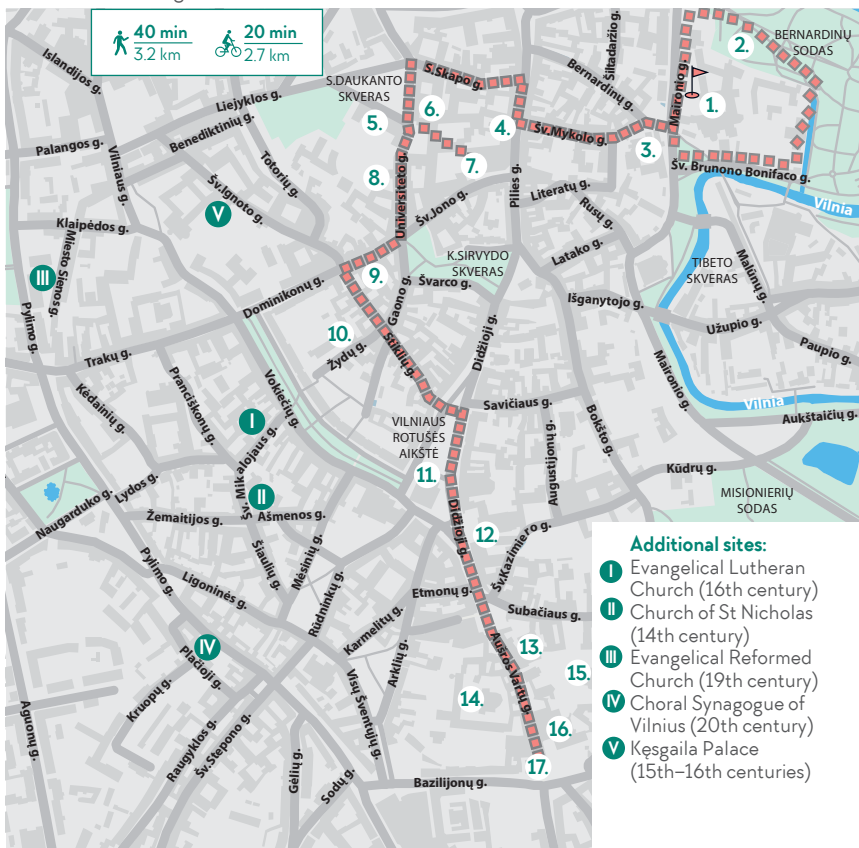 40 min
3.2 km
20 min
2.7 km
Islandijos g.
Liejyklos g.
S.DAUKANTO
SKVERAS
S.Skapo g.
Bernardinų g.
Šiltadaržio g.
Maironio g.
BERNARDINŲ
SODAS
2.
1.
Palangos g.
Vilniaus g.
Benediktinių g.
Totorių g.
5.
6.
4.
Šv.Mykolo g.
3.
7.
Šv. Brunono Bonifaco g.
8.
Universiteto g.
Šv.Ignoto g.
V
Šv.Jono g.
Pilies g.
Literatų g.
Rusų g.
Vilnia
Klaipėdos g.
Miesto Sienos g.
III
K.SIRVYDO
SKVERAS
Latako g.
TIBETO
SKVERAS
Malūnų g.
Pylimo g.
Dominikonų g.
9.
Gaono g.
Švarco g.
Išganytojo g.
Užupio g.
Paupio g.
10.
Žydų g.
Stiklių g.
Didžioji g.
Trakų g.
Kėdainių g.
Pranciškonų g.
Vokiečių g.
Maironio g.
Vilnia
Aukštaičių g.
I
VILNIAUS
ROTUŠĖS
AIKŠTĖ
Savičiaus g.
Bokšto g.
Augustijonų g.
Šv. Mikalojaus g.
11.
Kūdrų g.
MISIONIERIŲ
SODAS
Naugarduko g.
Lydos g.
II
Žemaitijos g.
Ašmenos g.
Didžioji g.
12.
Šv.Kazimiero g.
Šiaulių g.
Mėsinių g.
Pylimo g.
Ligoninės g.
Rūdninkų g.
Etmonų g.
Subačiaus g.
Karmelitų g.
Arklių g.
Aušros Vartų g.
13.
15.
IV
Plačioji g.
Kruopų g.
Visų Šventųjų g.
14.
16.
17.
Aguonų g.
Raugyklos g.
Šv.Stepono g.
Gėlių g.
Sodų g.
Bazilijonų g.
Additional sites:
I Evangelical Lutheran
Church (16th century)
II Church of St Nicholas
(14th century)
III Evangelical Reformed
Church (19th century)
IV Choral Synagogue of
Vilnius (20th century)
V Kęsgaila Palace
(15th–16th centuries)